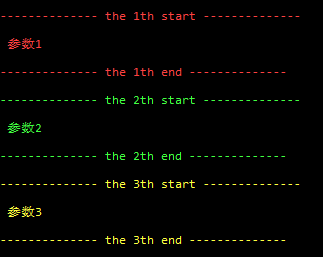 -------------- the 1th start --------------
参数1
-------------- the 1th end --------------
-------------- the 2th start --------------
参数2
-------------- the 2th end --------------
-------------- the 3th start --------------
参数3
-------------- the 3th end --------------